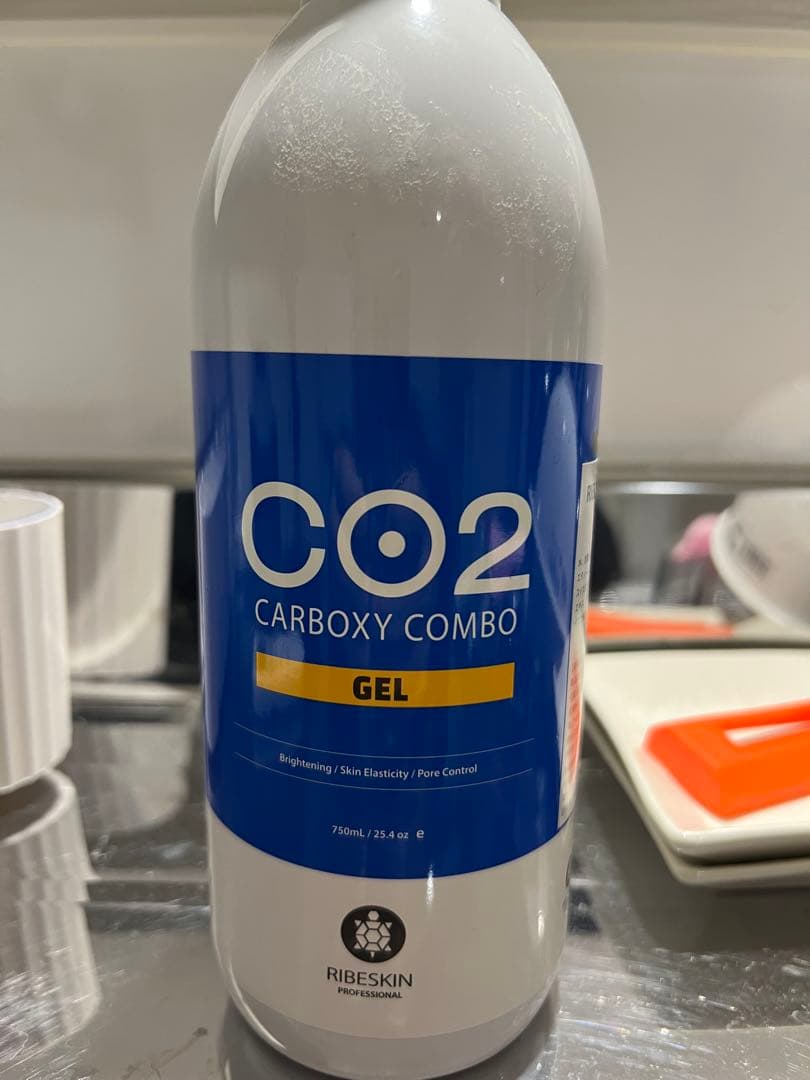 CO2
CARBOXY COMBO
GEL
Brightening / Skin Elasticity / Pore Control
750mL / 25.4 oz e
RIBESKIN
PROFESSIONAL